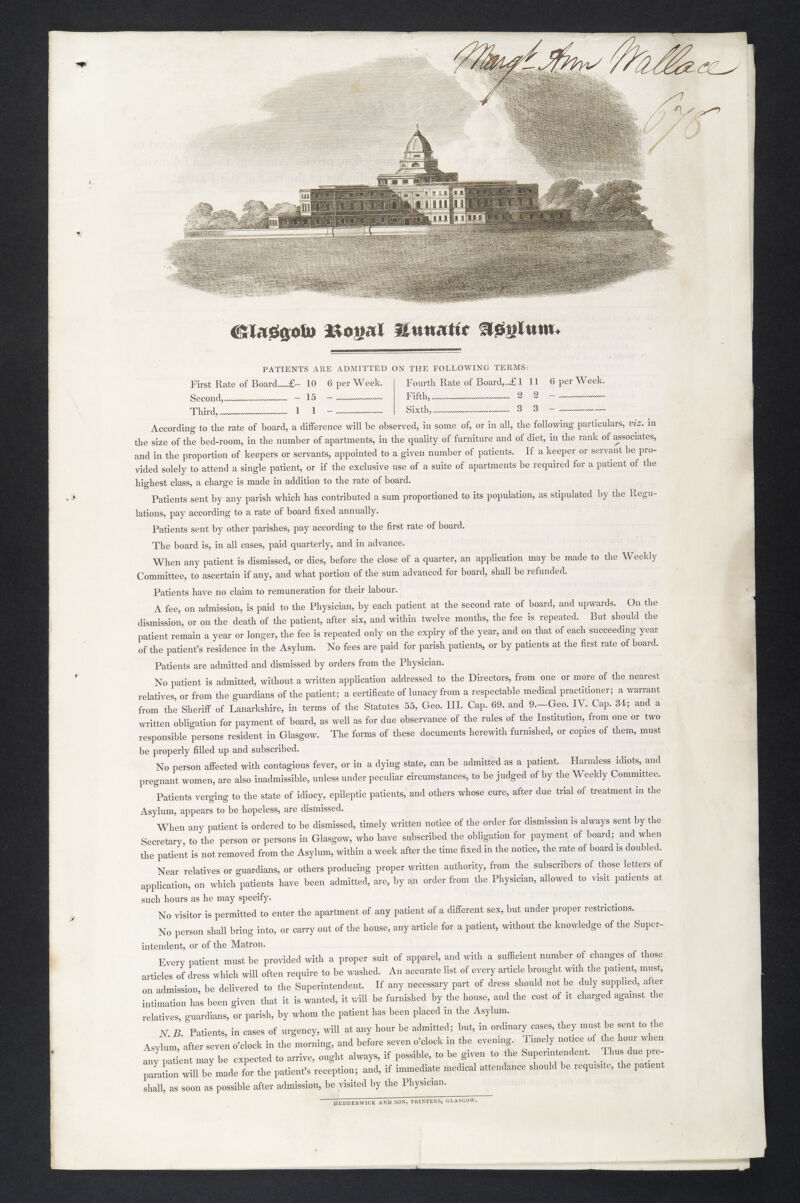 Margt Ann Wallace
678
Glasgow Royal Lunatic Asylum.
PATIENTS ARE ADMITTED ON THE FOLLOWING TERMS:
First Rate of Board......£– 10 6 per Week.
Second,.............................. – 15 – ......................
Third,................................ 1 1 – ......................
Fourth Rate of Board,...£1 11 6 per Week.
Fifth,..................................... 2 2 – ......................
Sixth,.................................... 3 3 – ......................
According to the rate of board, a difference will be observed, in some of, or in all, the following particulars, viz. in
the size of the bed-room, in the number of apartments, in the quality of furniture and of diet, in the rank of associates,
and in the proportion of keepers or servants, appointed to a given number of patients. If a keeper or servant be pro-
vided solely to attend a single patient, or if the exclusive use of a suite of apartments be required for a patient of the
highest class, a charge is made in addition to the rate of board.
Patients sent by any parish which has contributed a sum proportioned to its population, as stipulated by the Regu-
lations, pay according to a rate of board fixed annually.
Patients sent by other parishes, pay according to the first rate of board.
The board is, in all cases, paid quarterly, and in advance.
When any patient is dismissed, or dies, before the close of a quarter, an application may be made to the Weekly
Committee, to ascertain if any, and what portion of the sum advanced for board, shall be refunded.
Patients have no claim to remuneration for their labour.
A fee, on admission, is paid to the Physician, by each patient at the second rate of board, and upwards. On the
dismission, or on the death of the patient, after six, and within twelve months, the fee is repeated. But should the
patient remain a year or longer, the fee is repeated only on the expiry of the year, and on that of each succeeding year
of the patient's residence in the Asylum. No fees are paid for parish patients, or by patients at the first rate of board.
Patients are admitted and dismissed by orders from the Physician.
No patient is admitted, without a written application addressed to the Directors, from one or more of the nearest
relatives, or from the guardians of the patient; a certificate of lunacy from a respectable medical practitioner; a warrant
from the Sheriff of Lanarkshire, in terms of the Statutes 55, Geo. III. Cap. 69. and 9.—Geo. IV. Cap. 34; and a
written obligation for payment of board, as well as for due observance of the rules of the Institution, from one or two
responsible persons resident in Glasgow. The forms of these documents herewith furnished, or copies of them, must
be properly filled up and subscribed.
No person affected with contagious fever, or in a dying state, can be admitted as a patient. Harmless idiots, and
pregnant women, are also inadmissible, unless under peculiar circumstances, to be judged of by the Weekly Committee.
Patients verging to the state of idiocy, epileptic patients, and others whose cure, after due trial of treatment in the
Asylum, appears to be hopeless, are dismissed.
When any patient is ordered to be dismissed, timely written notice of the order for dismission is always sent by the
Secretary, to the person or persons in Glasgow, who have subscribed the obligation for payment of board; and when
the patient is not removed from the Asylum, within a week after the time fixed in the notice, the rate of board is doubled.
Near relatives or guardians, or others producing proper written authority, from the subscribers of those letters of
application, on which patients have been admitted, are, by an order from the Physician, allowed to visit patients at
such hours as he may specify.
No visitor is permitted to enter the apartment of any patient of a different sex, but under proper restrictions.
No person shall bring into, or carry out of the house, any article for a patient, without the knowledge of the Super-
intendent, or of the Matron.
Every patient must be provided with a proper suit of apparel, and with a sufficient number of changes of those
articles of dress which will often require to be washed. An accurate list of every article brought with the patient, must,
on admission, be delivered to the Superintendent. If any necessary part of dress should not be duly supplied, after
intimation has been given that it is wanted, it will be furnished by the house, and the cost of it charged against the
relatives, guardians, or parish, by whom the patient has been placed in the Asylum.
N. B. Patients, in cases of urgency, will at any hour be admitted; but, in ordinary cases, they must be sent to the
Asylum, after seven o'clock in the morning, and before seven o'clock in the evening. Timely notice of the hour when
any patient may be expected to arrive, ought always, if possible, to be given to the Superintendent. Thus due pre-
paration will be made for the patient's reception; and, if immediate medical attendance should be requisite, the patient
shall, as soon as possible after admission, be visited by the Physician.
HEDDERWICK AND SON, PRINTERS, GLASGOW.